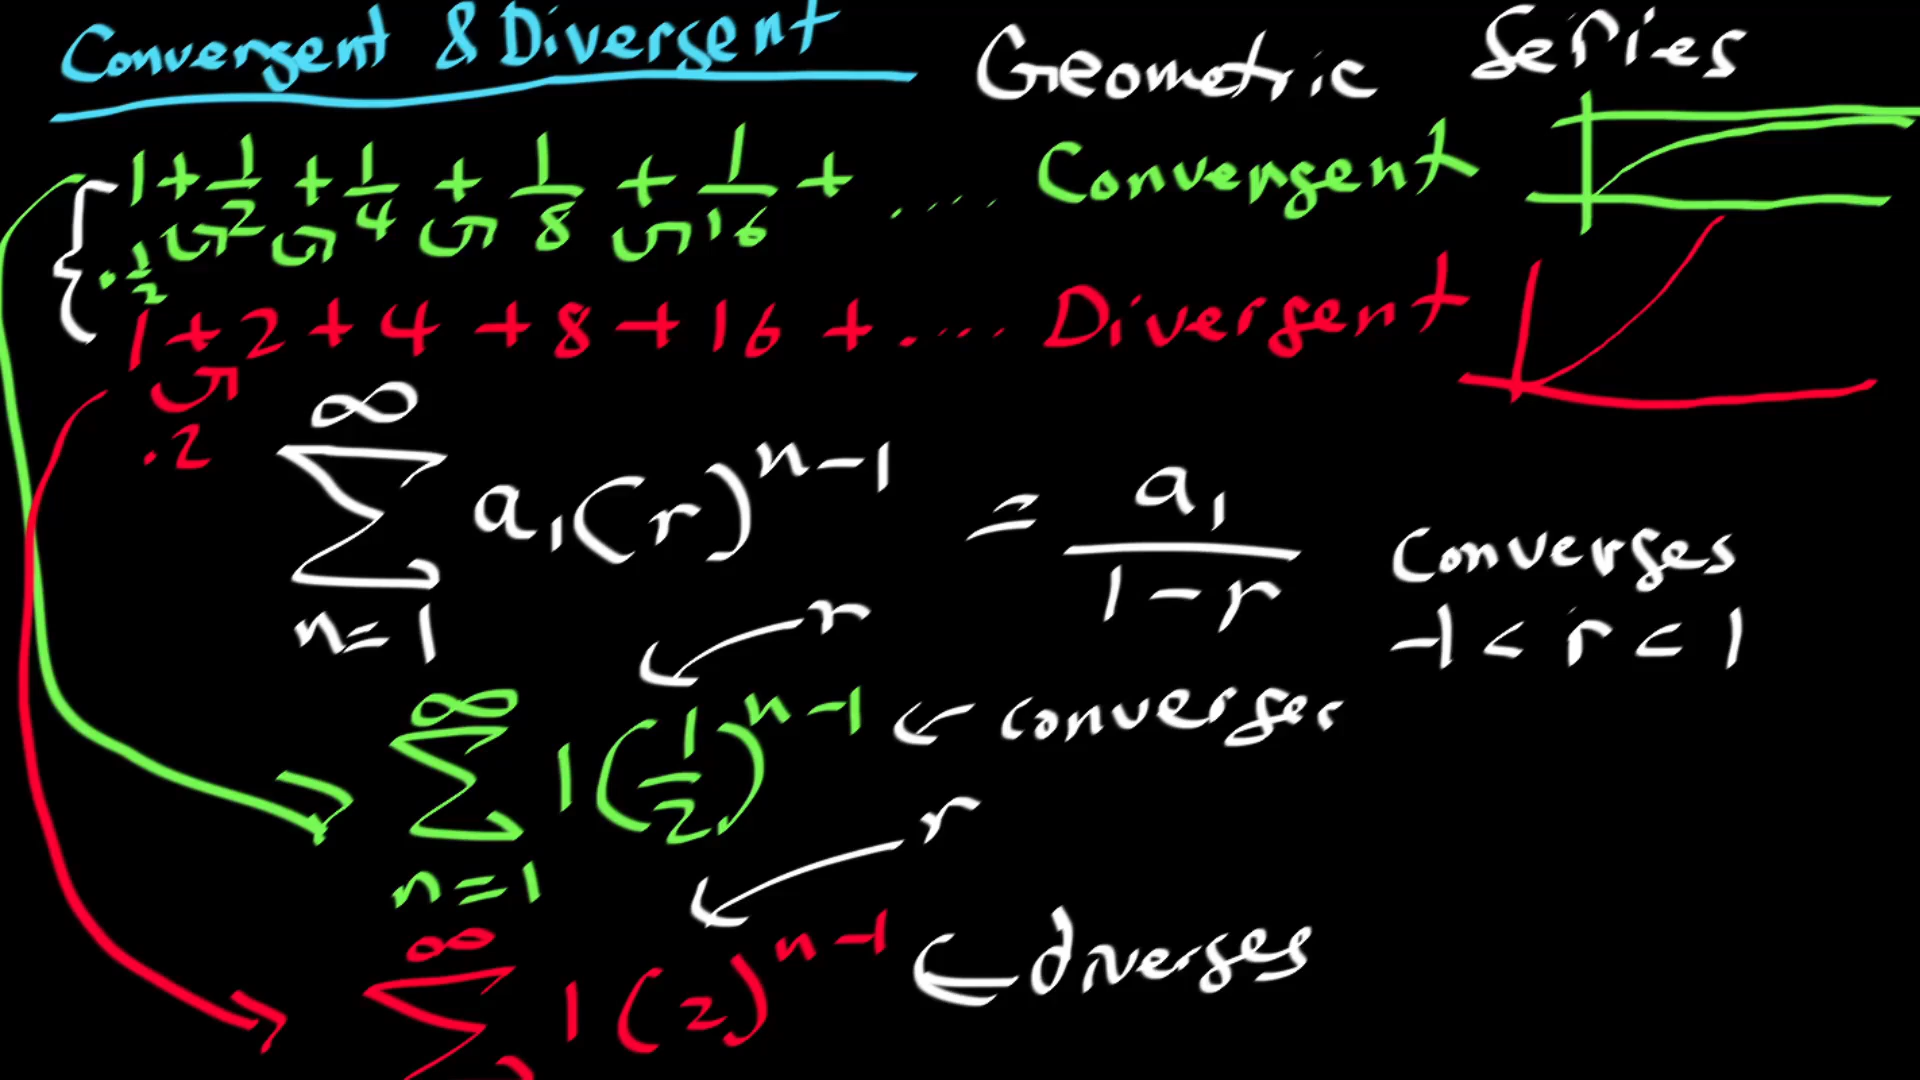 Convergent & Divergent Geometric Series
1 + 1/2 + 1/4 + 1/8 + 1/16 + .... Convergent
· 1/2
1 + 2 + 4 + 8 + 16 + .... Divergent
· 2
∞
∑ a₁(r)ⁿ⁻¹ = a₁/(1-r) Converges
n=1 -1 < r < 1
r
∞
∑ 1(1/2)ⁿ⁻¹ ← converges
n=1
r
∞
∑ 1(2)ⁿ⁻¹ ← diverges